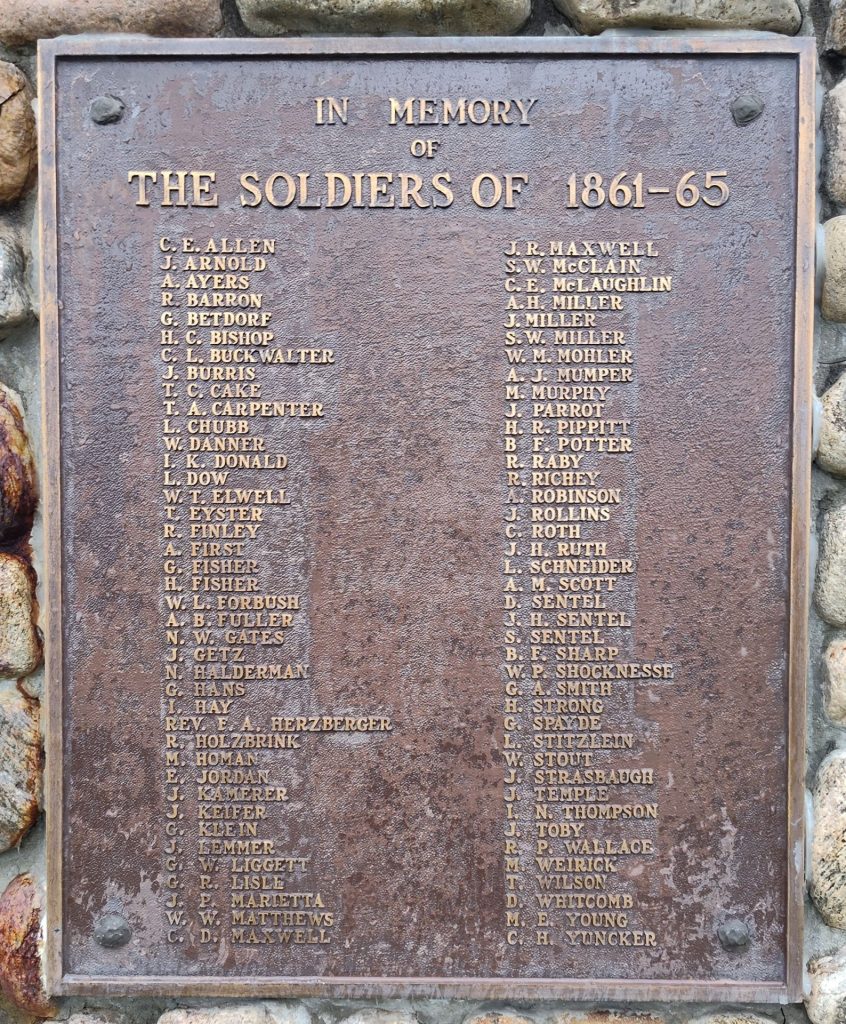 IN MEMORY
OF
THE SOLDIERS OF 1861-65
C. E. ALLEN
J. ARNOLD
A. AYERS
R. BARRON
G. BETDORF
H. C. BISHOP
C. L. BUCKWALTER
J. BURRIS
T. C. CAKE
T. A. CARPENTER
L. CHUBB
W. DANNER
I. K. DONALD
L. DOW
W. T. ELWELL
T. EYSTER
R. FINLEY
A. FIRST
G. FISHER
H. FISHER
W. L. FORBUSH
A. B. FULLER
N. W. GATES
J. GETZ
N. HALDERMAN
G. HANS
I. HAY
REV. F. A. HERZBERGER
R. HOLZBRINK
M. HOMAN
E. JORDAN
J. KAMERER
J. KEIFER
G. KLEIN
J. LEMMER
G. W. LIGGETT
G. R. LISLE
J. P. MARIETTA
W. W. MATTHEWS
C. D. MAXWELL
J. R. MAXWELL
S. W. McCLAIN
C. E. McLAUGHLIN
A. H. MILLER
J. MILLER
S. W. MILLER
W. M. MOHLER
A. J. MUMPER
M. MURPHY
J. PARROT
H. R. PIPPITT
B F. POTTER
R. RABY
R. RICHEY
A. ROBINSON
J. ROLLINS
C. ROTH
J. H. RUTH
L. SCHNEIDER
A. M. SCOTT
D. SENTEL
J. H. SENTEL
S. SENTEL
B. F. SHARP
W. P. SHOCKNESSE
G. A. SMITH
H. STRONG
G. SPAYDE
L. STITZLEIN
W. STOUT
J. STRASBAUGH
J. TEMPLE
I. N. THOMPSON
J. TOBY
R. P. WALLACE
M. WEIRICK
T. WILSON
D. WHITCOMB
M. E. YOUNG
C. H. YUNCKER